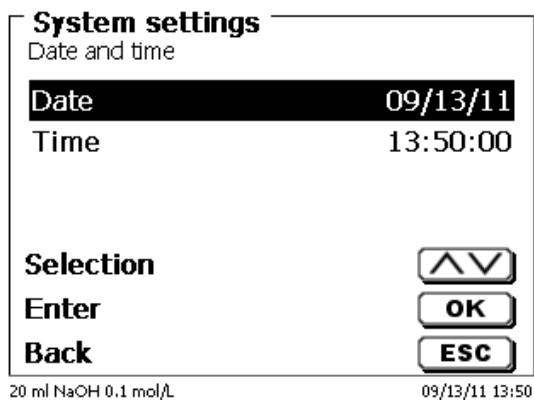 System settings
Date and time
Date 09/13/11
Time 13:50:00
Selection
Enter OK
Back ESC
20 ml NaOH 0.1 mol/L 09/13/11 13:50